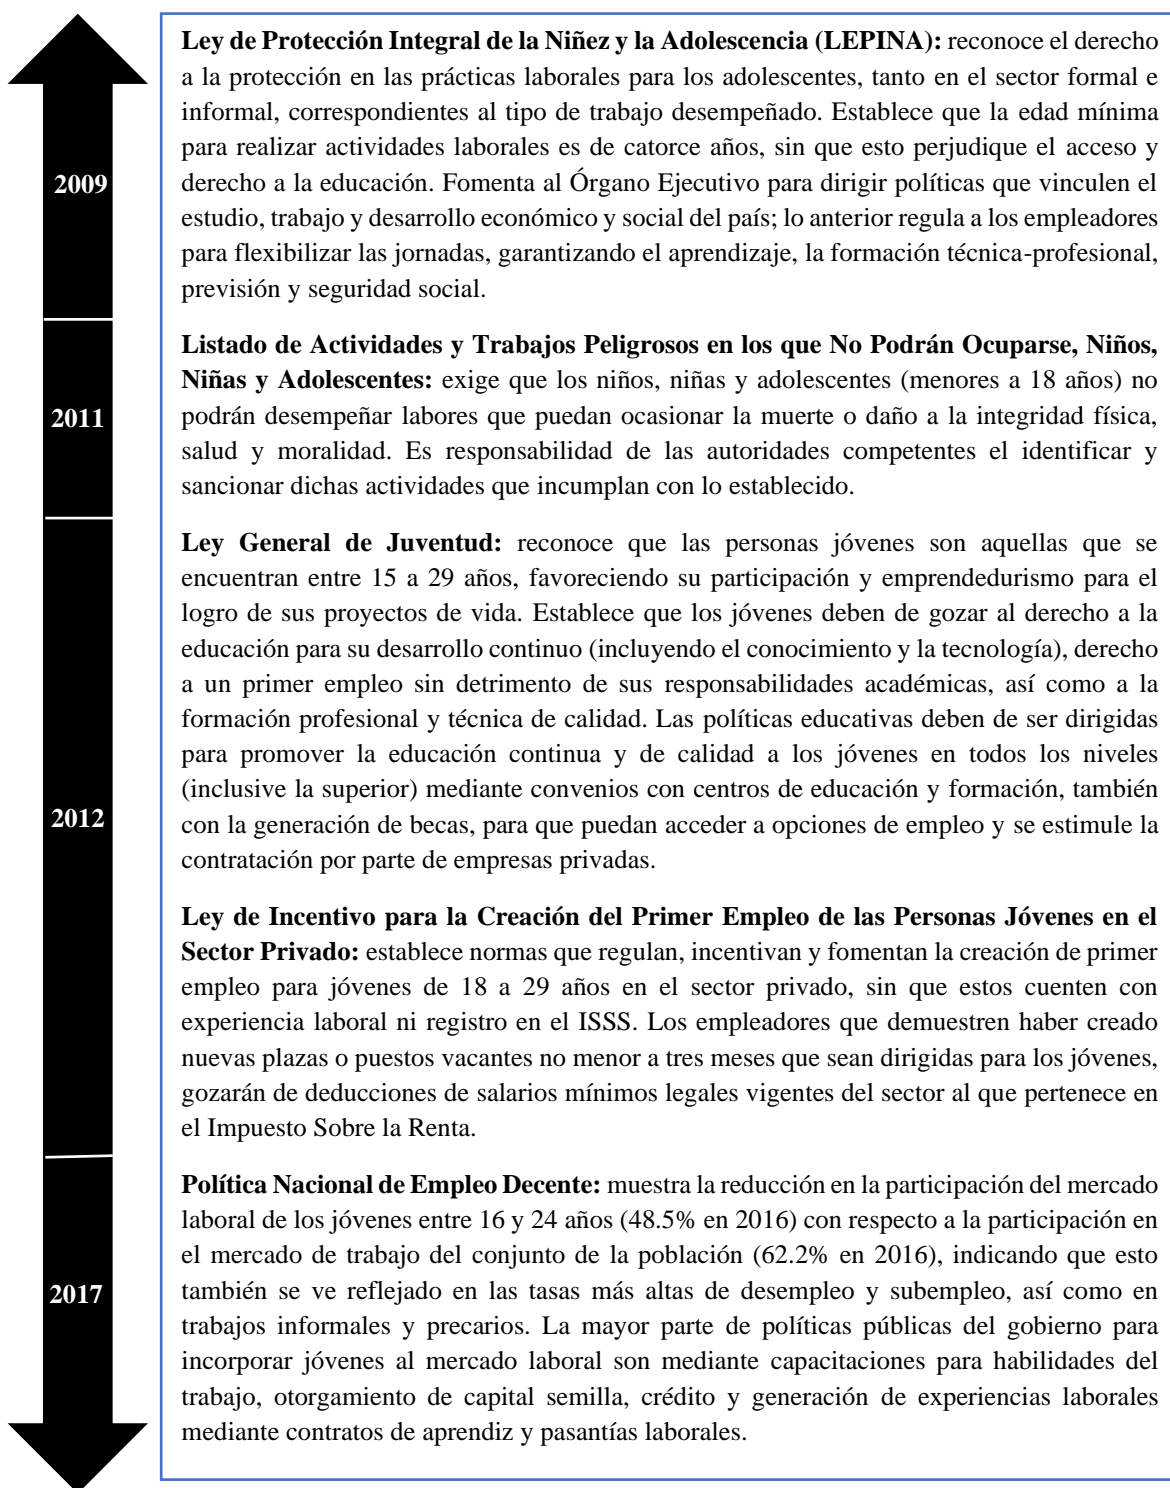 Ley de Protección Integral de la Niñez y la Adolescencia (LEPINA): reconoce el derecho
a la protección en las prácticas laborales para los adolescentes, tanto en el sector formal e
informal, correspondientes al tipo de trabajo desempeñado. Establece que la edad mínima
para realizar actividades laborales es de catorce años, sin que esto perjudique el acceso y
2009
derecho a la educación. Fomenta al Órgano Ejecutivo para dirigir políticas que vinculen el
estudio, trabajo y desarrollo económico y social del país; lo anterior regula a los empleadores
para flexibilizar las jornadas, garantizando el aprendizaje, la formación técnica-profesional,
previsión y seguridad social.
Listado de Actividades y Trabajos Peligrosos en los que No Podrán Ocuparse, Niños,
Niñas y Adolescentes: exige que los niños, niñas y adolescentes (menores a 18 años) no
2011
podrán desempeñar labores que puedan ocasionar la muerte o daño a la integridad física,
salud y moralidad. Es responsabilidad de las autoridades competentes el identificar y
sancionar dichas actividades que incumplan con lo establecido.
Ley General de Juventud: reconoce que las personas jóvenes son aquellas que se
encuentran entre 15 a 29 años, favoreciendo su participación y emprendedurismo para el
logro de sus proyectos de vida. Establece que los jóvenes deben de gozar al derecho a la
educación para su desarrollo continuo (incluyendo el conocimiento y la tecnología), derecho
a un primer empleo sin detrimento de sus responsabilidades académicas, así como a la
formación profesional y técnica de calidad. Las políticas educativas deben de ser dirigidas
para promover la educación continua y de calidad a los jóvenes en todos los niveles
(inclusive la superior) mediante convenios con centros de educación y formación, también
2012
con la generación de becas, para que puedan acceder a opciones de empleo y se estimule la
contratación por parte de empresas privadas.
Ley de Incentivo para la Creación del Primer Empleo de las Personas Jóvenes en el
Sector Privado: establece normas que regulan, incentivan y fomentan la creación de primer
empleo para jóvenes de 18 a 29 años en el sector privado, sin que estos cuenten con
experiencia laboral ni registro en el ISSS. Los empleadores que demuestren haber creado
nuevas plazas o puestos vacantes no menor a tres meses que sean dirigidas para los jóvenes,
gozarán de deducciones de salarios mínimos legales vigentes del sector al que pertenece en
el Impuesto Sobre la Renta.
Política Nacional de Empleo Decente: muestra la reducción en la participación del mercado
laboral de los jóvenes entre 16 y 24 años (48.5% en 2016) con respecto a la participación en
el mercado de trabajo del conjunto de la población (62.2% en 2016), indicando que esto
2017
también se ve reflejado en las tasas más altas de desempleo y subempleo, así como en
trabajos informales y precarios. La mayor parte de políticas públicas del gobierno para
incorporar jóvenes al mercado laboral son mediante capacitaciones para habilidades del
trabajo, otorgamiento de capital semilla, crédito y generación de experiencias laborales
mediante contratos de aprendiz y pasantías laborales.